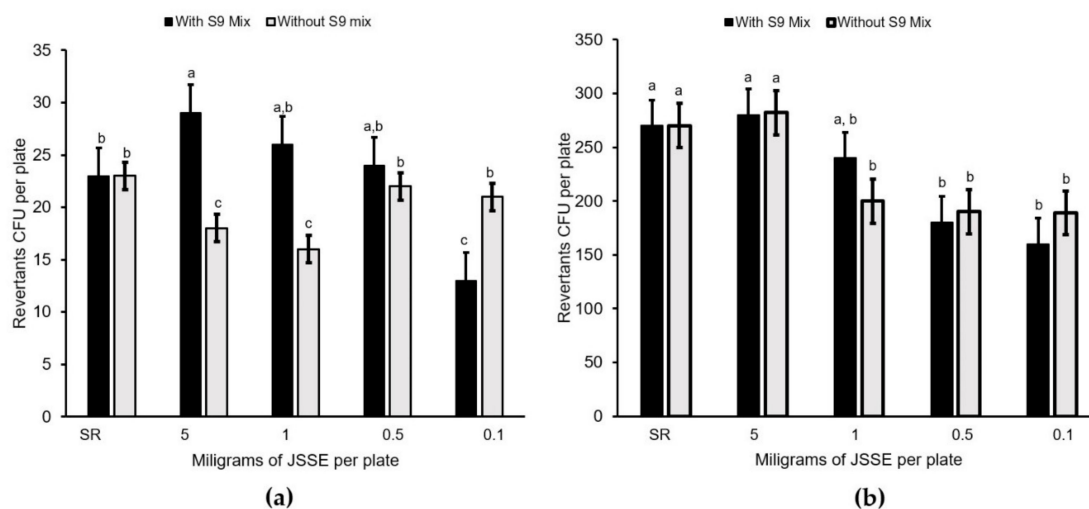 With S9 Mix Without S9 mix
35
30
25
20
15
10
5
0
Revertants CFU per plate
b b a c a,b c a,b b c b
SR 5 1 0.5 0.1
Miligrams of JSSE per plate
(a)
With S9 Mix Without S9 mix
350
300
250
200
150
100
50
0
Revertants CFU per plate
a a a a a, b b b b b b
SR 5 1 0.5 0.1
Miligrams of JSSE per plate
(b)